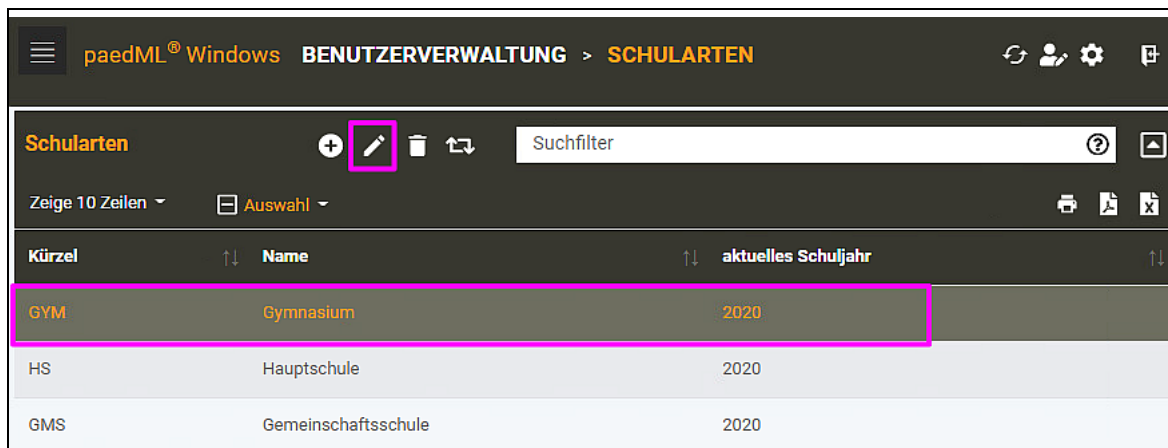 paedML® Windows BENUTZERVERWALTUNG > SCHULARTEN
Schularten Suchfilter
Zeige 10 Zeilen Auswahl
Kürzel Name aktuelles Schuljahr
GYM Gymnasium 2020
HS Hauptschule 2020
GMS Gemeinschaftsschule 2020